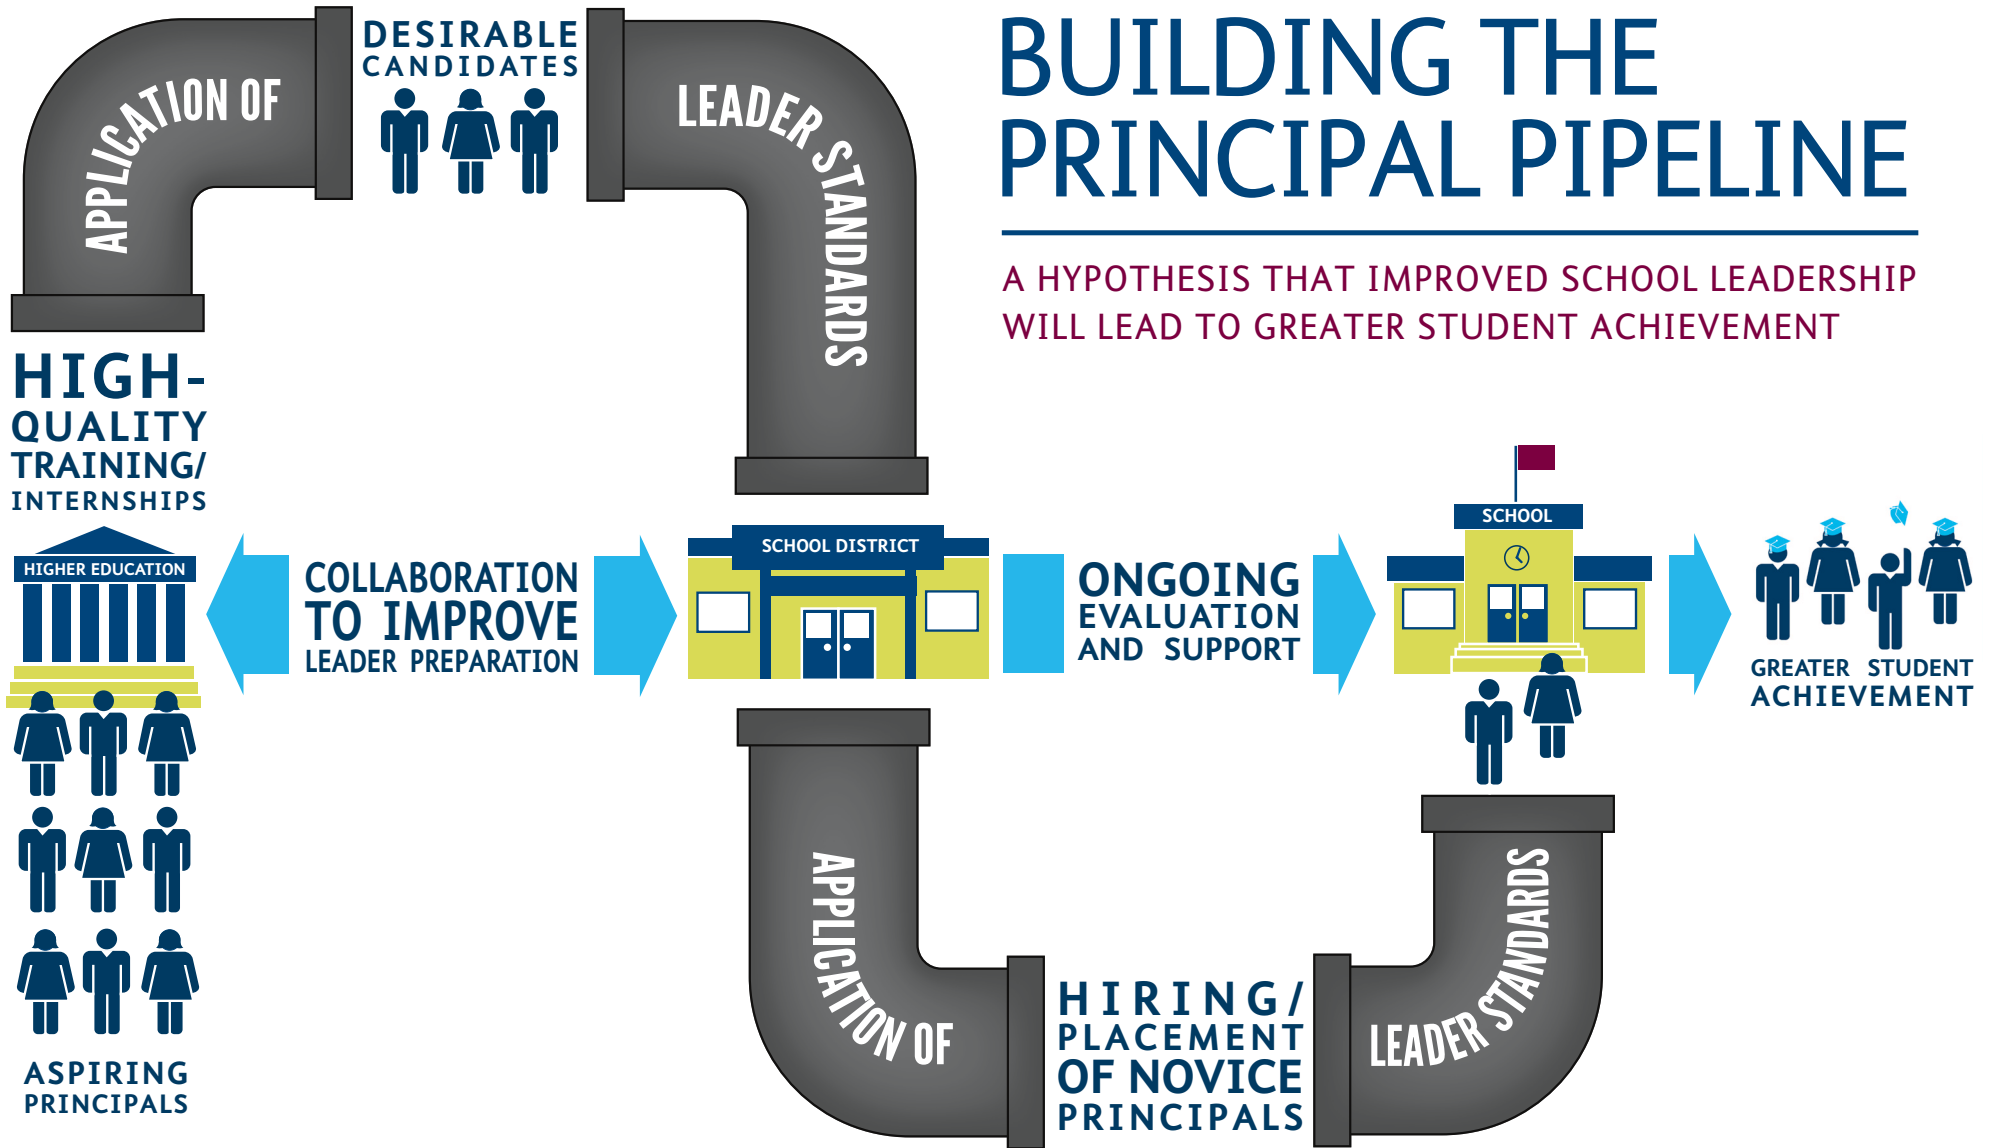 BUILDING THE
PRINCIPAL PIPELINE
A HYPOTHESIS THAT IMPROVED SCHOOL LEADERSHIP
WILL LEAD TO GREATER STUDENT ACHIEVEMENT
APPLICATION OF
DESIRABLE
CANDIDATES
LEADER STANDARDS
HIGH-
QUALITY
TRAINING/
INTERNSHIPS
HIGHER EDUCATION
COLLABORATION
TO IMPROVE
LEADER PREPARATION
SCHOOL DISTRICT
ONGOING
EVALUATION
AND SUPPORT
SCHOOL
GREATER STUDENT
ACHIEVEMENT
ASPIRING
PRINCIPALS
APPLICATION OF
HIRING/
PLACEMENT
OF NOVICE
PRINCIPALS
LEADER STANDARDS